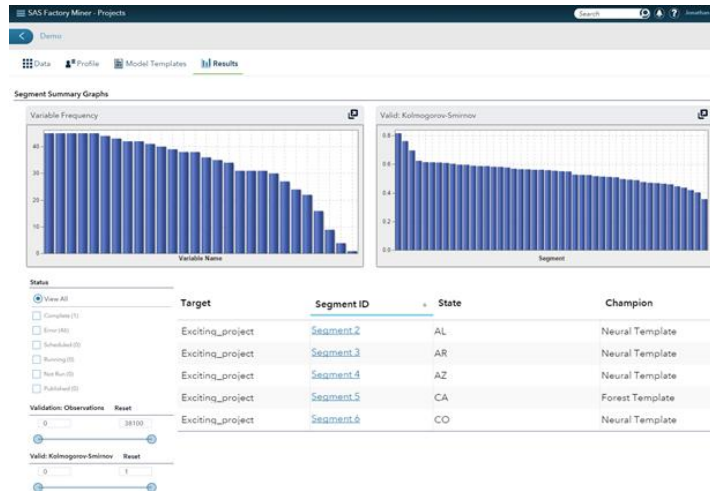 SAS Factory Miner - Projects Search ? Jonathan
Demo
Data Profile Model Templates Results
Segment Summary Graphs
Variable Frequency
40
30
20
10
0
Variable Name
Valid: Kolmogorov-Smirnov
0.8
0.6
0.4
0.2
0.0
Segment
Status
View All
Complete (1)
Scheduled (0)
Running (0)
Not Run (0)
Published (0)
Validation: Observations Reset
0 38100
Valid: Kolmogorov-Smirnov Reset
0 1
Target Segment ID State Champion
Exciting_project Segment 2 AL Neural Template
Exciting_project Segment 3 AR Neural Template
Exciting_project Segment 4 AZ Neural Template
Exciting_project Segment 5 CA Forest Template
Exciting_project Segment 6 CO Neural Template